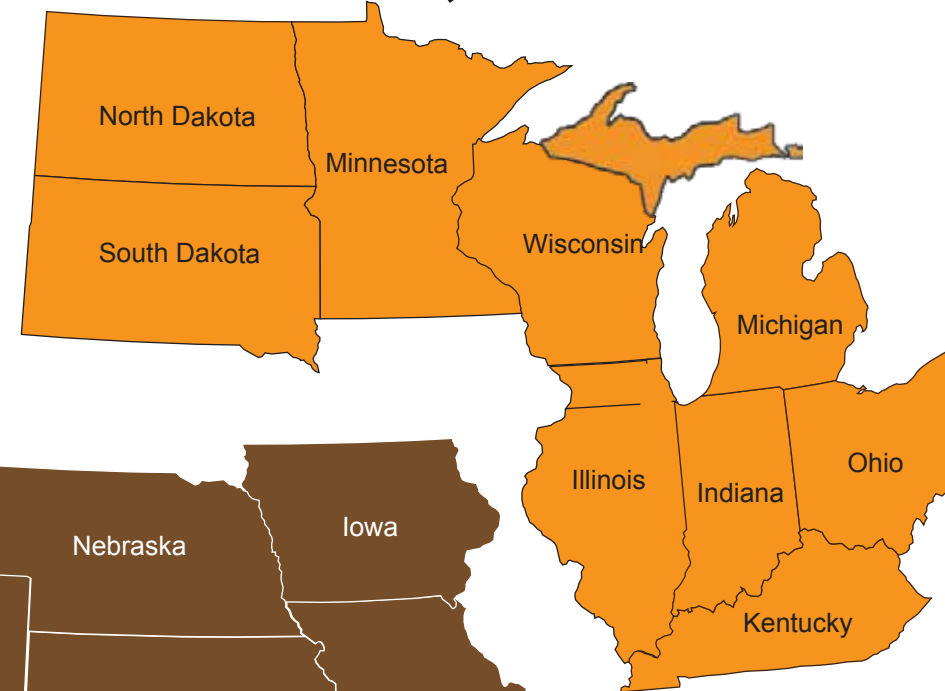 North Dakota
Minnesota
South Dakota
Wisconsin
Michigan
Ohio
Illinois
Indiana
Iowa
Nebraska
Kentucky